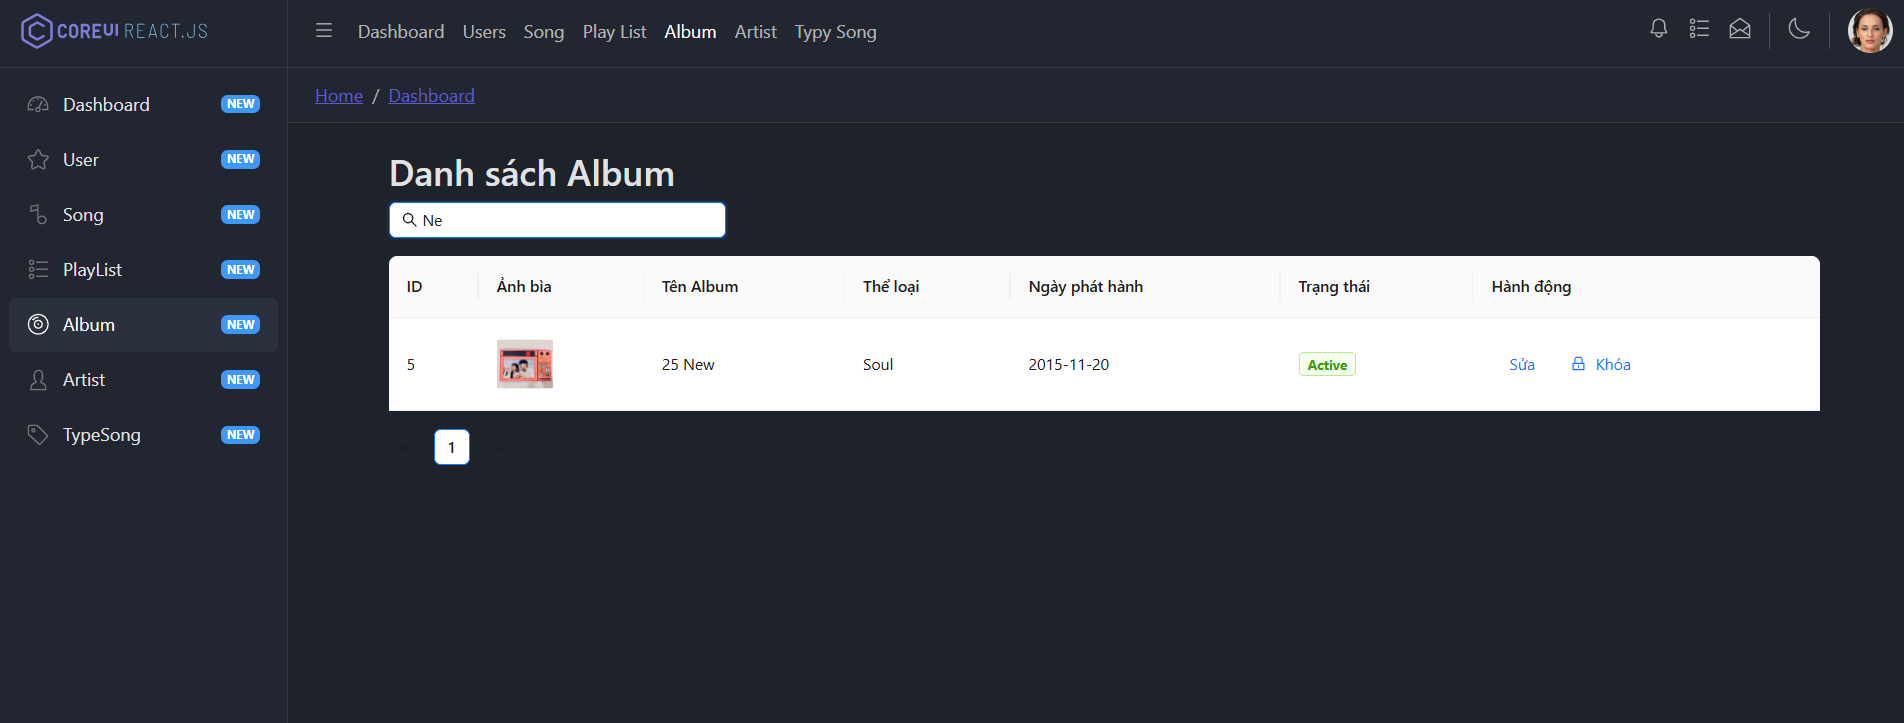 COREUI REACT.JS
Dashboard Users Song Play List Album Artist Typy Song
Home / Dashboard
Dashboard NEW
User NEW
Song NEW
PlayList NEW
Album NEW
Artist NEW
TypeSong NEW
Danh sách Album
Ne
ID Ảnh bìa Tên Album Thể loại Ngày phát hành Trạng thái Hành động
5 25 New Soul 2015-11-20 Active Sửa Khóa
1